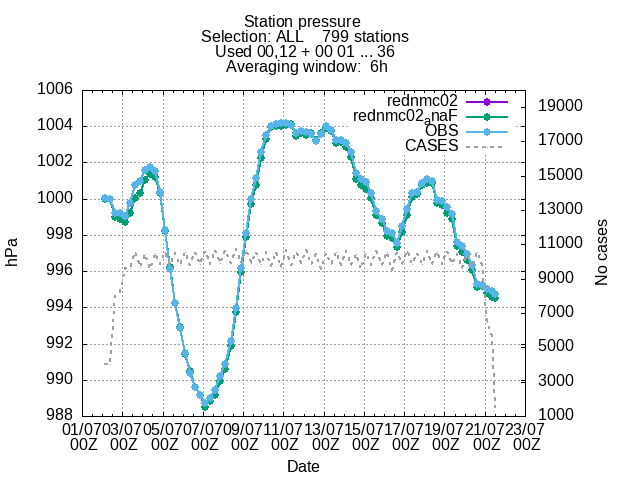 Station pressure
Selection: ALL    799 stations
Used 00,12 + 00 01 ... 36
Averaging window:  6h
1006
1004
1002
1000
998
996
994
992
990
988
hPa
rednmc02
rednmc02_anaF
OBS
CASES
19000
17000
15000
13000
11000
9000
7000
5000
3000
1000
No cases
01/07 03/07 05/07 07/07 09/07 11/07 13/07 15/07 17/07 19/07 21/07 23/07
00Z 00Z 00Z 00Z 00Z 00Z 00Z 00Z 00Z 00Z 00Z 00Z
Date